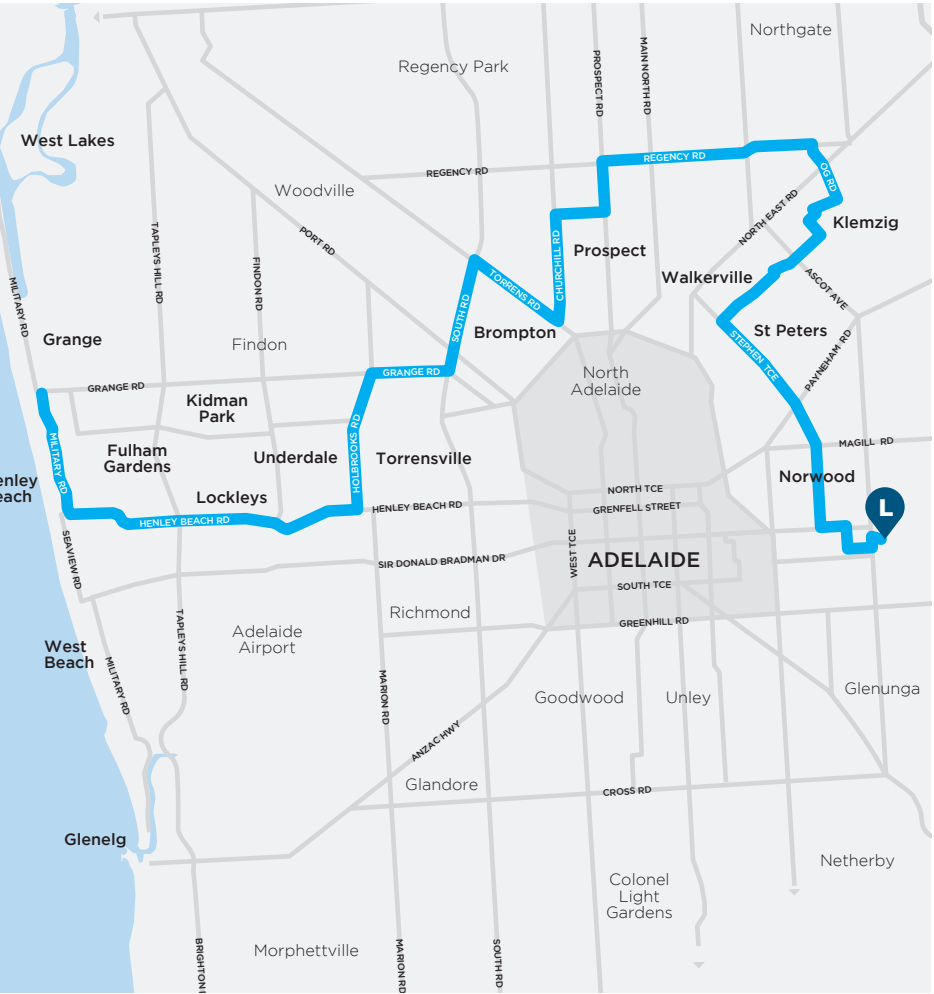 Northgate
Regency Park
PROSPECT RD
MAIN NORTH RD
West Lakes
REGENCY RD
REGENCY RD
OG RD
Woodville
NORTH EAST RD
Klemzig
TAPLEYS HILL RD
PORT RD
CHURCHILL RD
Prospect
FINDON RD
TORRENS RD
Walkerville
ASCOT AVE
MILITARY RD
SOUTH RD
Grange
Brompton
St Peters
Findon
STEPHEN TCE
PAYNEHAM RD
GRANGE RD
GRANGE RD
North
Adelaide
Kidman
Park
HOLBROOKS RD
MAGILL RD
Fulham
Gardens
Underdale
Torrensville
MILITARY RD
Norwood
enley
each
Lockleys
NORTH TCE
HENLEY BEACH RD
HENLEY BEACH RD
GRENFELL STREET
L
SEAVIEW RD
WEST TCE
SIR DONALD BRADMAN DR
ADELAIDE
SOUTH TCE
Richmond
GREENHILL RD
TAPLEYS HILL RD
Adelaide
Airport
West
Beach
MILITARY RD
MARION RD
Goodwood
Unley
Glenunga
ANZAC HWY
Glandore
CROSS RD
Glenelg
Netherby
Colonel
Light
Gardens
Morphettville
BRIGHTON
MARION RD
SOUTH RD